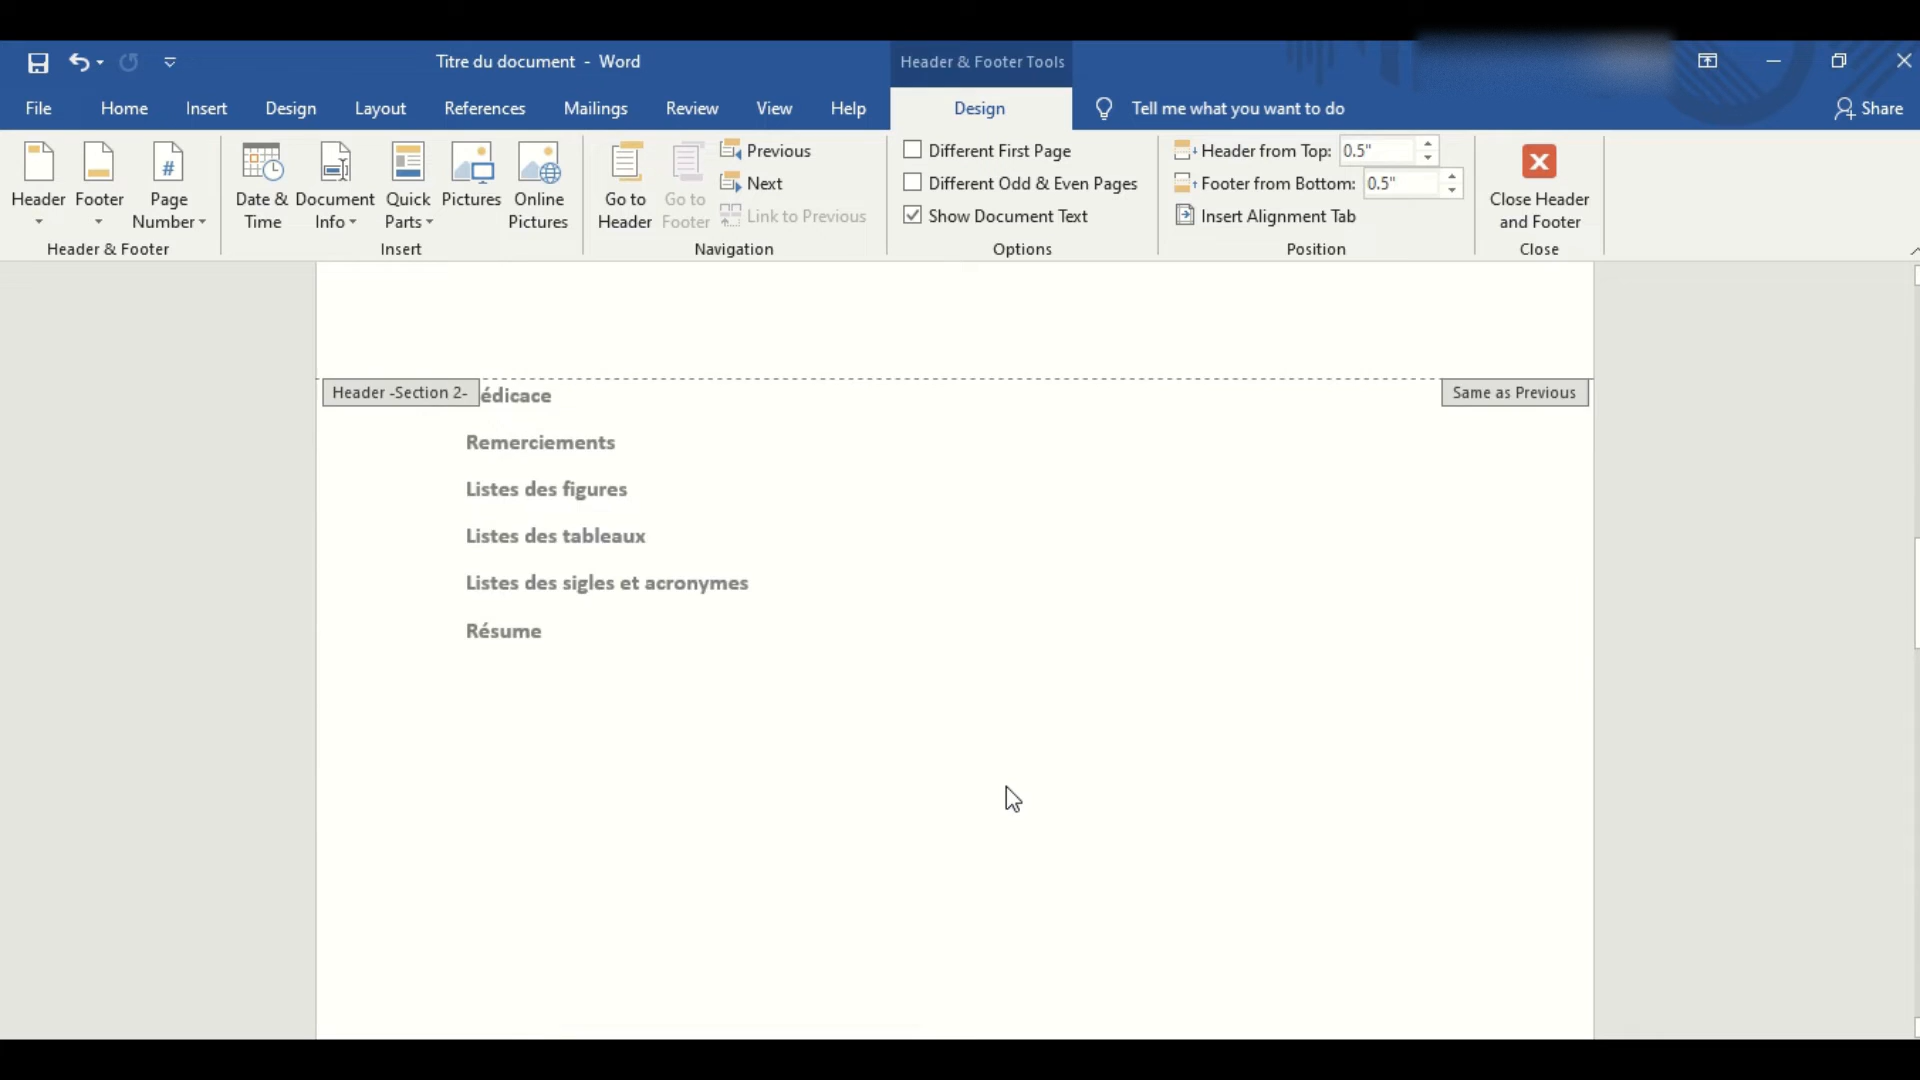 Titre du document - Word
Header & Footer Tools
File Home Insert Design Layout References Mailings Review View Help Design Tell me what you want to do Share
Header
Footer
Page Number
Header & Footer
Date & Time
Document Info
Quick Parts
Pictures
Online Pictures
Insert
Go to Header
Go to Footer
Previous
Next
Link to Previous
Navigation
Different First Page
Different Odd & Even Pages
Show Document Text
Options
Header from Top: 0.5"
Footer from Bottom: 0.5"
Insert Alignment Tab
Position
Close Header and Footer
Close
Header -Section 2- édicace Same as Previous
Remerciements
Listes des figures
Listes des tableaux
Listes des sigles et acronymes
Résume